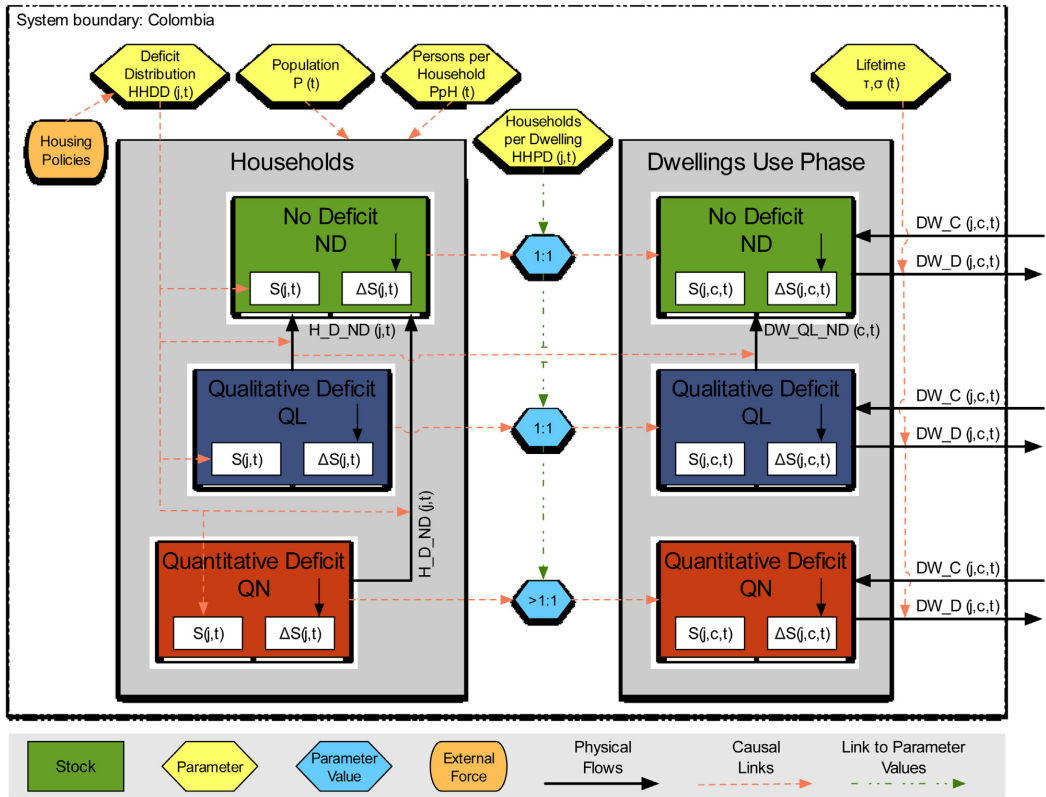 System boundary: Colombia
Deficit
Distribution
HHDD (j,t)
Population
P (t)
Persons per
Household
PpH (t)
Lifetime
τ,σ (t)
Housing
Policies
Households
per Dwelling
HHPD (j,t)
Households
Dwellings Use Phase
No Deficit
ND
S(j,t)
ΔS(j,t)
1:1
No Deficit
ND
S(j,c,t)
ΔS(j,c,t)
DW_C (j,c,t)
DW_D (j,c,t)
H_D_ND (j,t)
DW_QL_ND (c,t)
Qualitative Deficit
QL
S(j,t)
ΔS(j,t)
1:1
Qualitative Deficit
QL
S(j,c,t)
ΔS(j,c,t)
DW_C (j,c,t)
DW_D (j,c,t)
H_D_ND (j,t)
Quantitative Deficit
QN
S(j,t)
ΔS(j,t)
>1:1
Quantitative Deficit
QN
S(j,c,t)
ΔS(j,c,t)
DW_C (j,c,t)
DW_D (j,c,t)
Stock
Parameter
Parameter
Value
External
Force
Physical
Flows
Causal
Links
Link to Parameter
Values